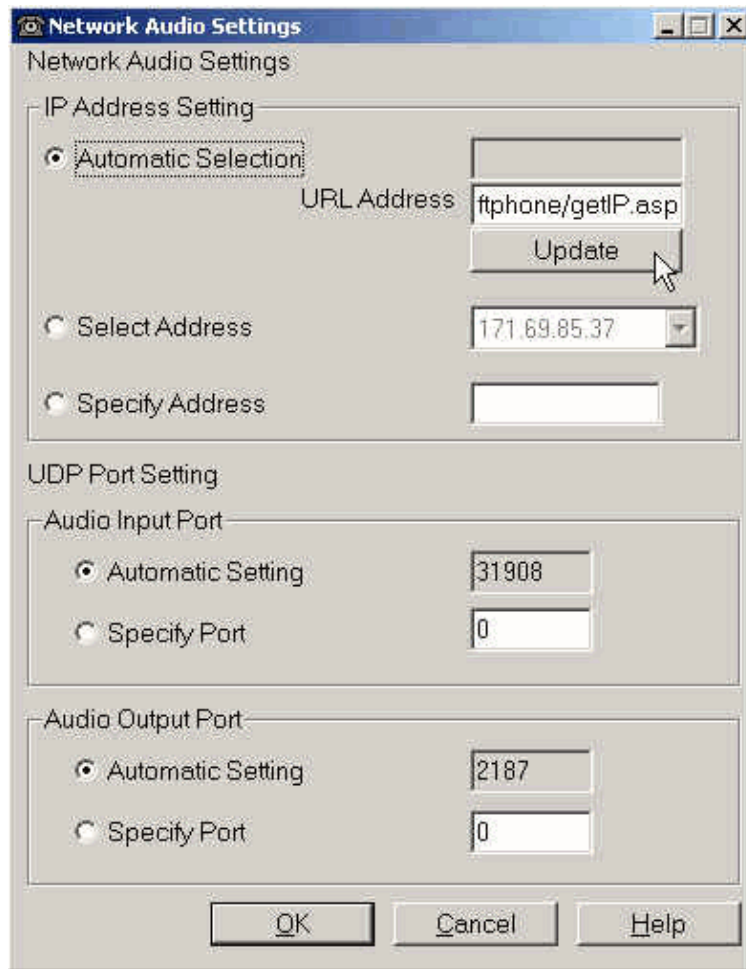 Network Audio Settings
Network Audio Settings
IP Address Setting
Automatic Selection
URL Address ftphone/getIP.asp
Update
Select Address 171.69.85.37
Specify Address
UDP Port Setting
Audio Input Port
Automatic Setting 31908
Specify Port 0
Audio Output Port
Automatic Setting 2187
Specify Port 0
OK Cancel Help